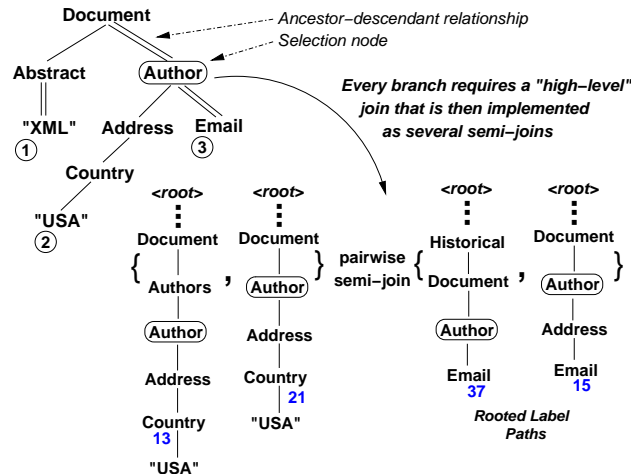 Document
Ancestor–descendant relationship
Selection node
Abstract
Author
Every branch requires a "high–level"
join that is then implemented
as several semi–joins
"XML"
Address
Email
1
3
Country
"USA"
2
<root>
<root>
<root>
<root>
Document
Document
Historical
Document
{
,
}
pairwise
semi–join
{
,
}
Authors
Author
Document
Author
Author
Address
Author
Address
Address
Country
21
Email
37
Email
15
Country
13
"USA"
Rooted Label
Paths
"USA"